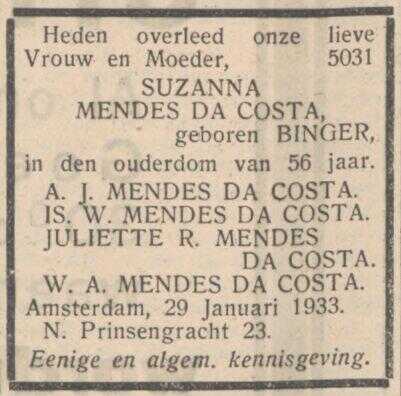 Heden overleed onze lieve
Vrouw en Moeder, 5031
SUZANNA
MENDES DA COSTA,
geboren BINGER,
in den ouderdom van 56 jaar.
A. J. MENDES DA COSTA.
IS. W. MENDES DA COSTA.
JULIETTE R. MENDES
DA COSTA.
W. A. MENDES DA COSTA.
Amsterdam, 29 Januari 1933.
N. Prinsengracht 23.
Eenige en algem. kennisgeving.